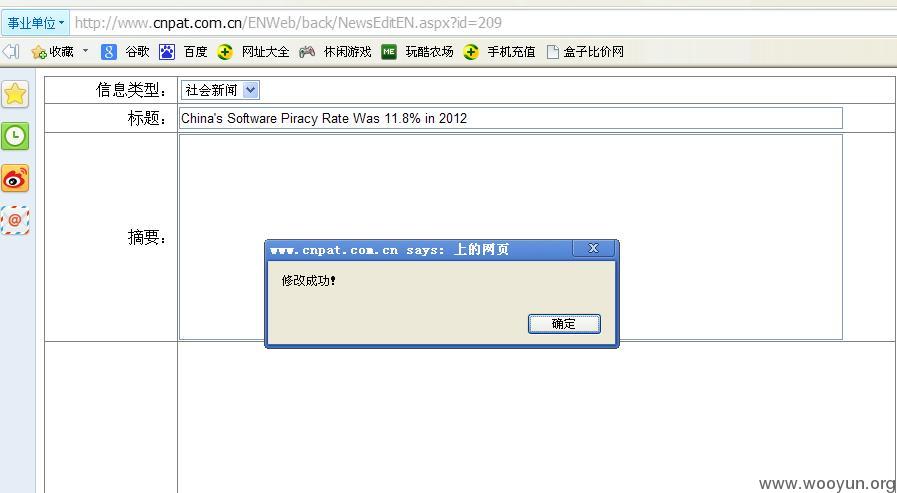 事业单位 http://www.cnpat.com.cn/ENWeb/back/NewsEditEN.aspx?id=209
收藏 谷歌 百度 网址大全 休闲游戏 ME 玩酷农场 手机充值 盒子比价网
信息类型： 社会新闻
标题： China's Software Piracy Rate Was 11.8% in 2012
摘要：
www.cnpat.com.cn says: 上的网页 X
修改成功!
确定
www.wooyun.org